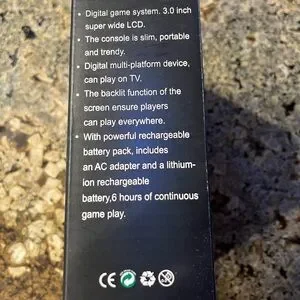 • Digital game system. 3.0 inch
super wide LCD.
• The console is slim, portable
and trendy.
• Digital multi-platform device,
can play on TV.
• The backlit function of the
screen ensure players
can play everywhere.
• With powerful rechargeable
battery pack, includes
an AC adapter and a lithium-
ion rechargeable
battery,6 hours of continuous
game play.
CE